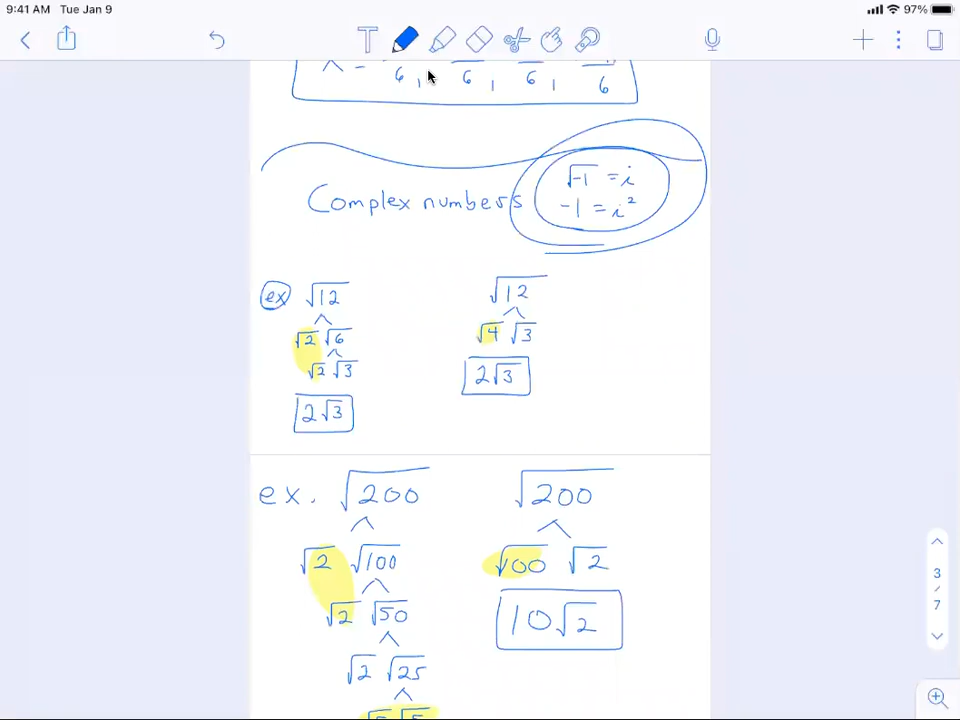 9:41 AM Tue Jan 9
97%
T
6, 6, 6, 6
√-1 = i
Complex numbers
-1 = i²
ex √12
√2 √6
√2 √3
2√3
√12
√4 √3
2√3
ex. √200
√2 √100
√2 √50
√2 √25
√5 √5
√200
√100 √2
10√2
3
/
7